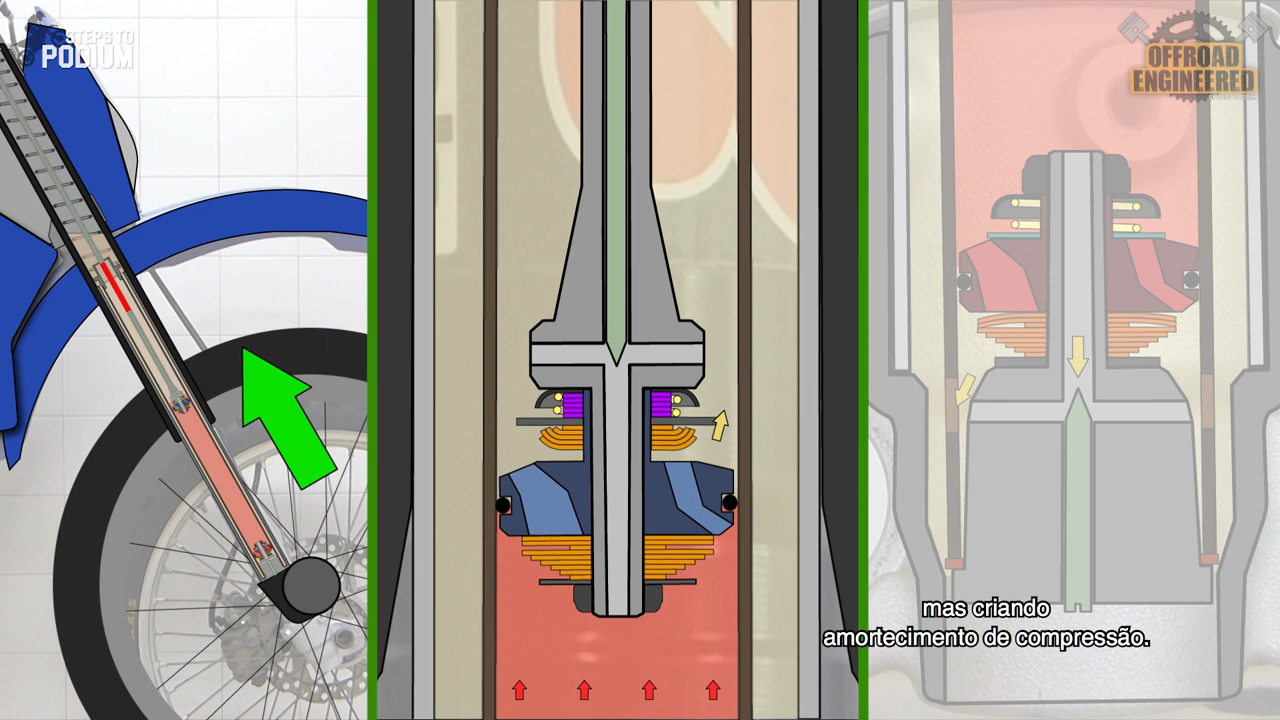 STEPS TO
PODIUM
OFFROAD
ENGINEERED
mas criando
amortecimento de compressão.